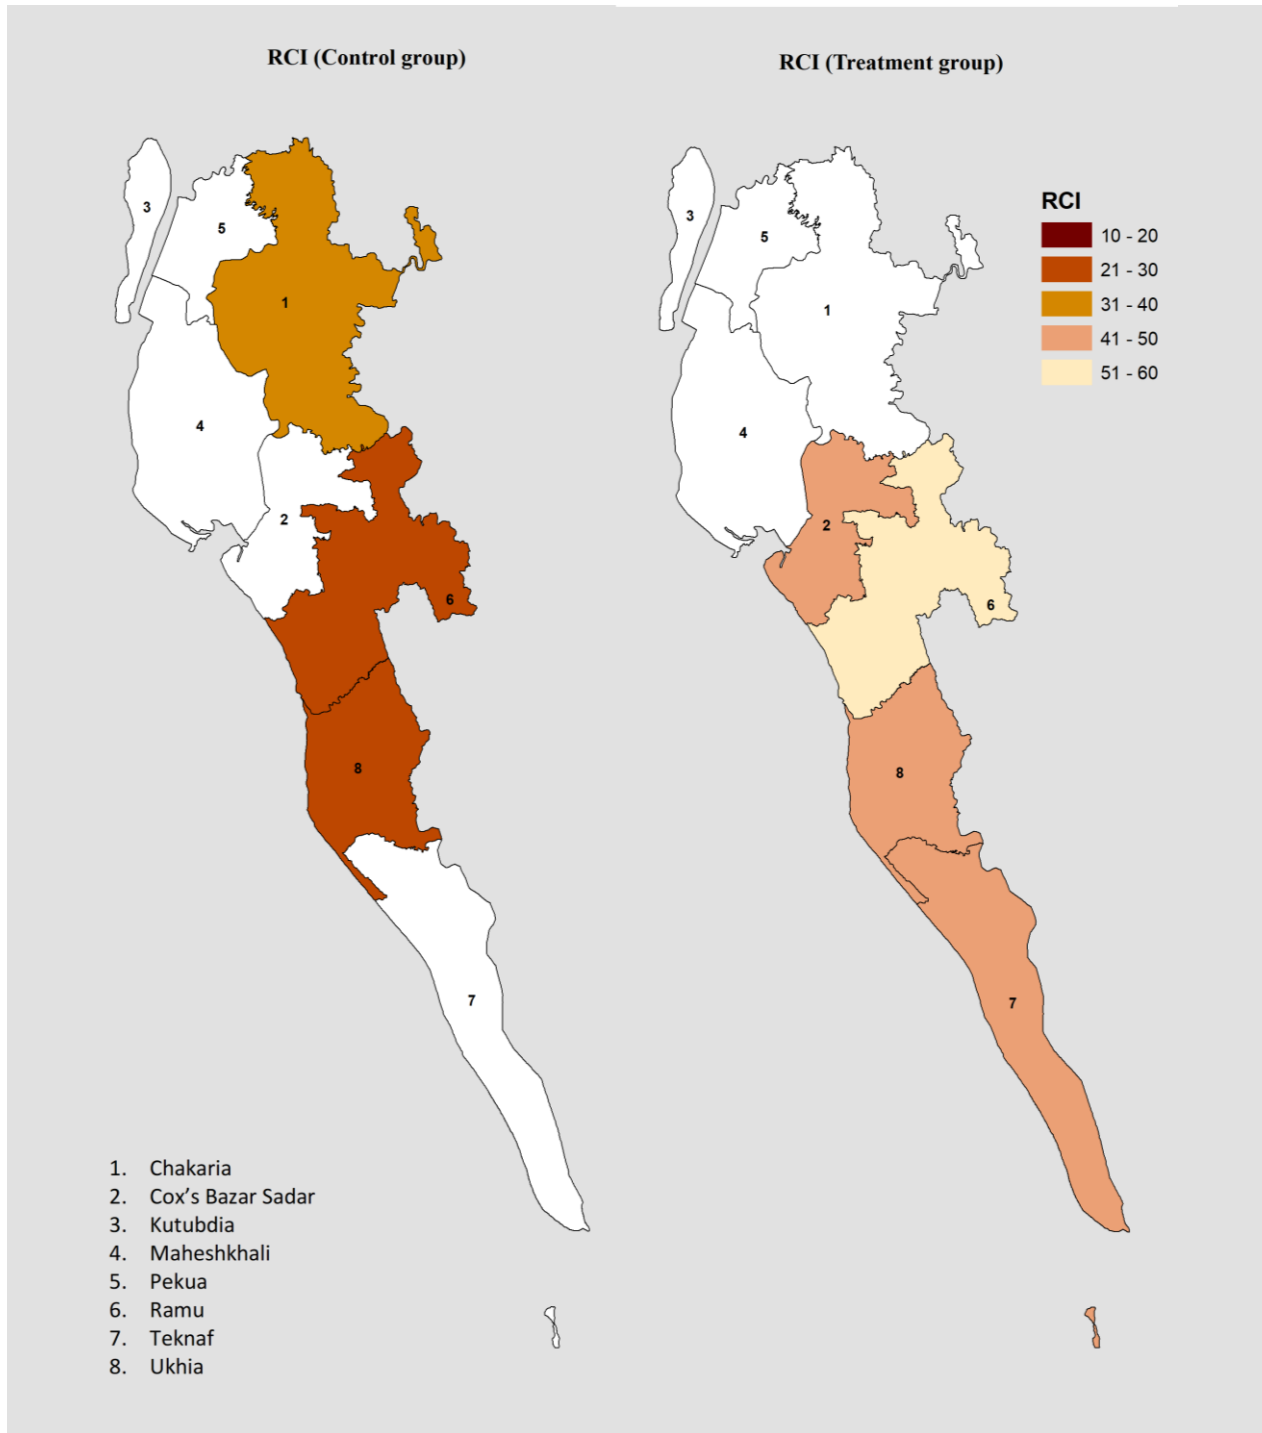 RCI (Control group)
RCI (Treatment group)
3
5
1
4
2
6
8
7
3
5
1
4
2
6
8
7
RCI
10 - 20
21 - 30
31 - 40
41 - 50
51 - 60
1. Chakaria
2. Cox’s Bazar Sadar
3. Kutubdia
4. Maheshkhali
5. Pekua
6. Ramu
7. Teknaf
8. Ukhia